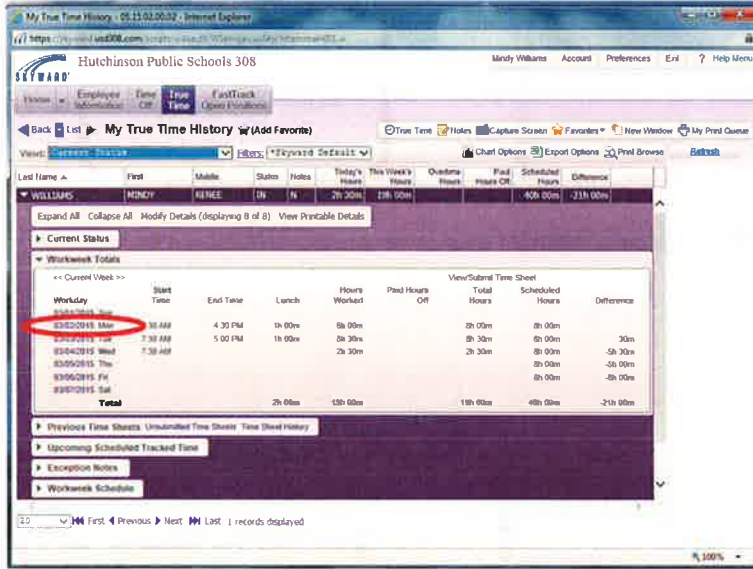 My True Time History - 05.15.02.00.02 - Internet Explorer
Hutchinson Public Schools 308
SKYWARD
Mindy Williams Account Preferences Exit ? Help Menu
Home Employee Information Time Off True Time FastTrack Open Positions
Back List My True Time History (Add Favorite)
True Time Notes Capture Screen Favorites New Window My Print Queue
Views: Current Status Filters: *Skyward Default
Chart Options Export Options Print Browse Refresh
Last Name First Middle Status Notes Today's Hours This Week's Hours Overtime Hours Paid Hours Off Scheduled Hours Difference
WILLIAMS MINDY RENEE IN N 2h 30m 19h 00m 40h 00m -21h 00m
Expand All Collapse All Modify Details (displaying 8 of 8) View Printable Details
Current Status
Workweek Totals
<< Current Week >> View/Submit Time Sheet
Workday Start Time End Time Lunch Hours Worked Paid Hours Off Total Hours Scheduled Hours Difference
03/01/2015 Sun
03/02/2015 Mon :30 AM 4:30 PM 1h 00m 8h 00m 8h 00m 8h 00m
03/03/2015 Tue 7:30 AM 5:00 PM 1h 00m 8h 30m 8h 30m 8h 00m 30m
03/04/2015 Wed 7:30 AM 2h 30m 2h 30m 8h 00m -5h 30m
03/05/2015 Thu 8h 00m
03/06/2015 Fri 8h 00m -8h 00m
03/07/2015 Sat
Total 2h 00m 19h 00m 19h 00m 40h 00m -21h 00m
Previous Time Sheets Unsubmitted Time Sheets Time Sheet History
Upcoming Scheduled Tracked Time
Exception Notes
Workweek Schedule
20 First Previous Next Last 1 records displayed
100%